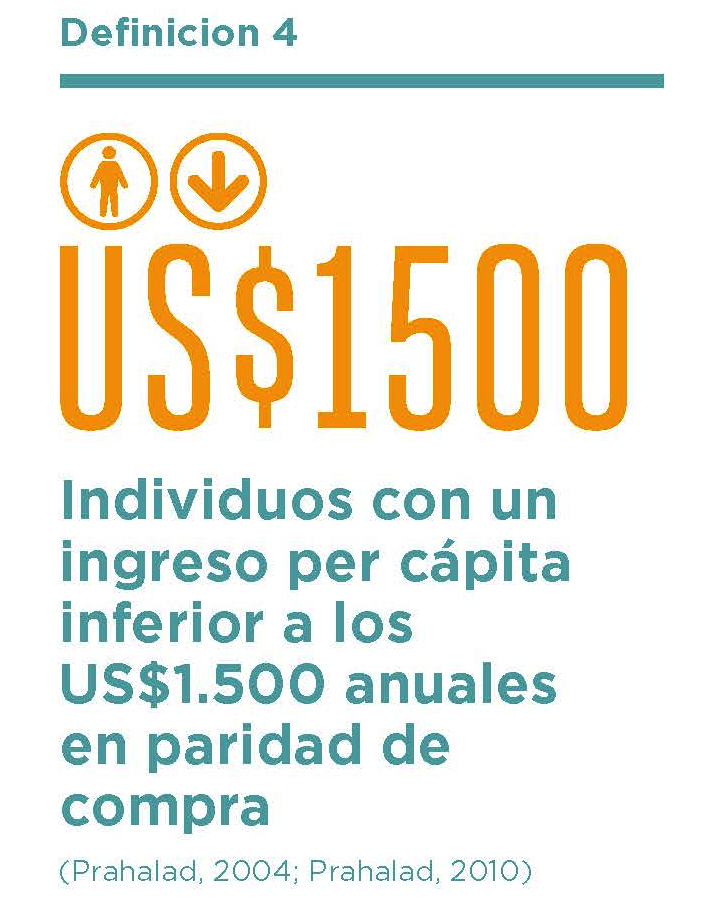 Definicion 4
US$1500
Individuos con un
ingreso per cápita
inferior a los
US$1.500 anuales
en paridad de
compra
(Prahalad, 2004; Prahalad, 2010)